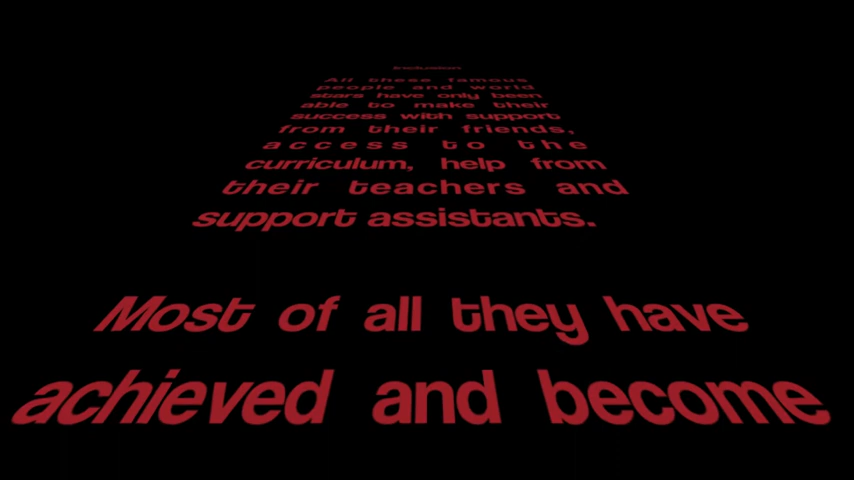 Inclusion
All these famous
people and world
stars have only been
able to make their
success with support
from their friends,
access to the
curriculum, help from
their teachers and
support assistants.
Most of all they have
achieved and become